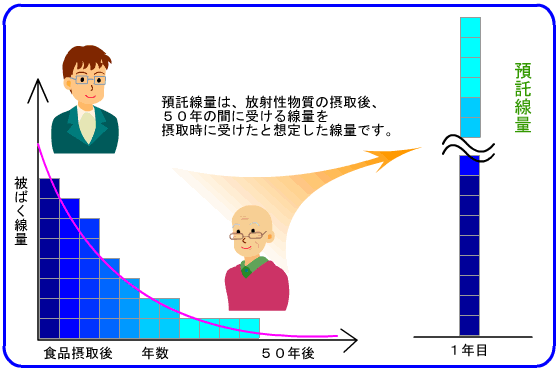 預託線量は、放射性物質の摂取後、
５０年の間に受ける線量を
摂取時に受けたと想定した線量です。
預託線量
被ばく線量
食品摂取後
年数
５０年後
１年目